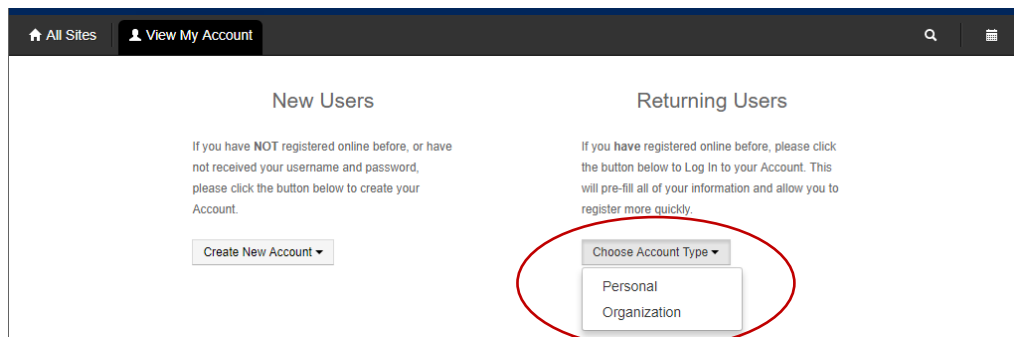 All Sites
View My Account
New Users
If you have NOT registered online before, or have
not received your username and password,
please click the button below to create your
Account.
Create New Account
Returning Users
If you have registered online before, please click
the button below to Log In to your Account. This
will pre-fill all of your information and allow you to
register more quickly.
Choose Account Type
Personal
Organization